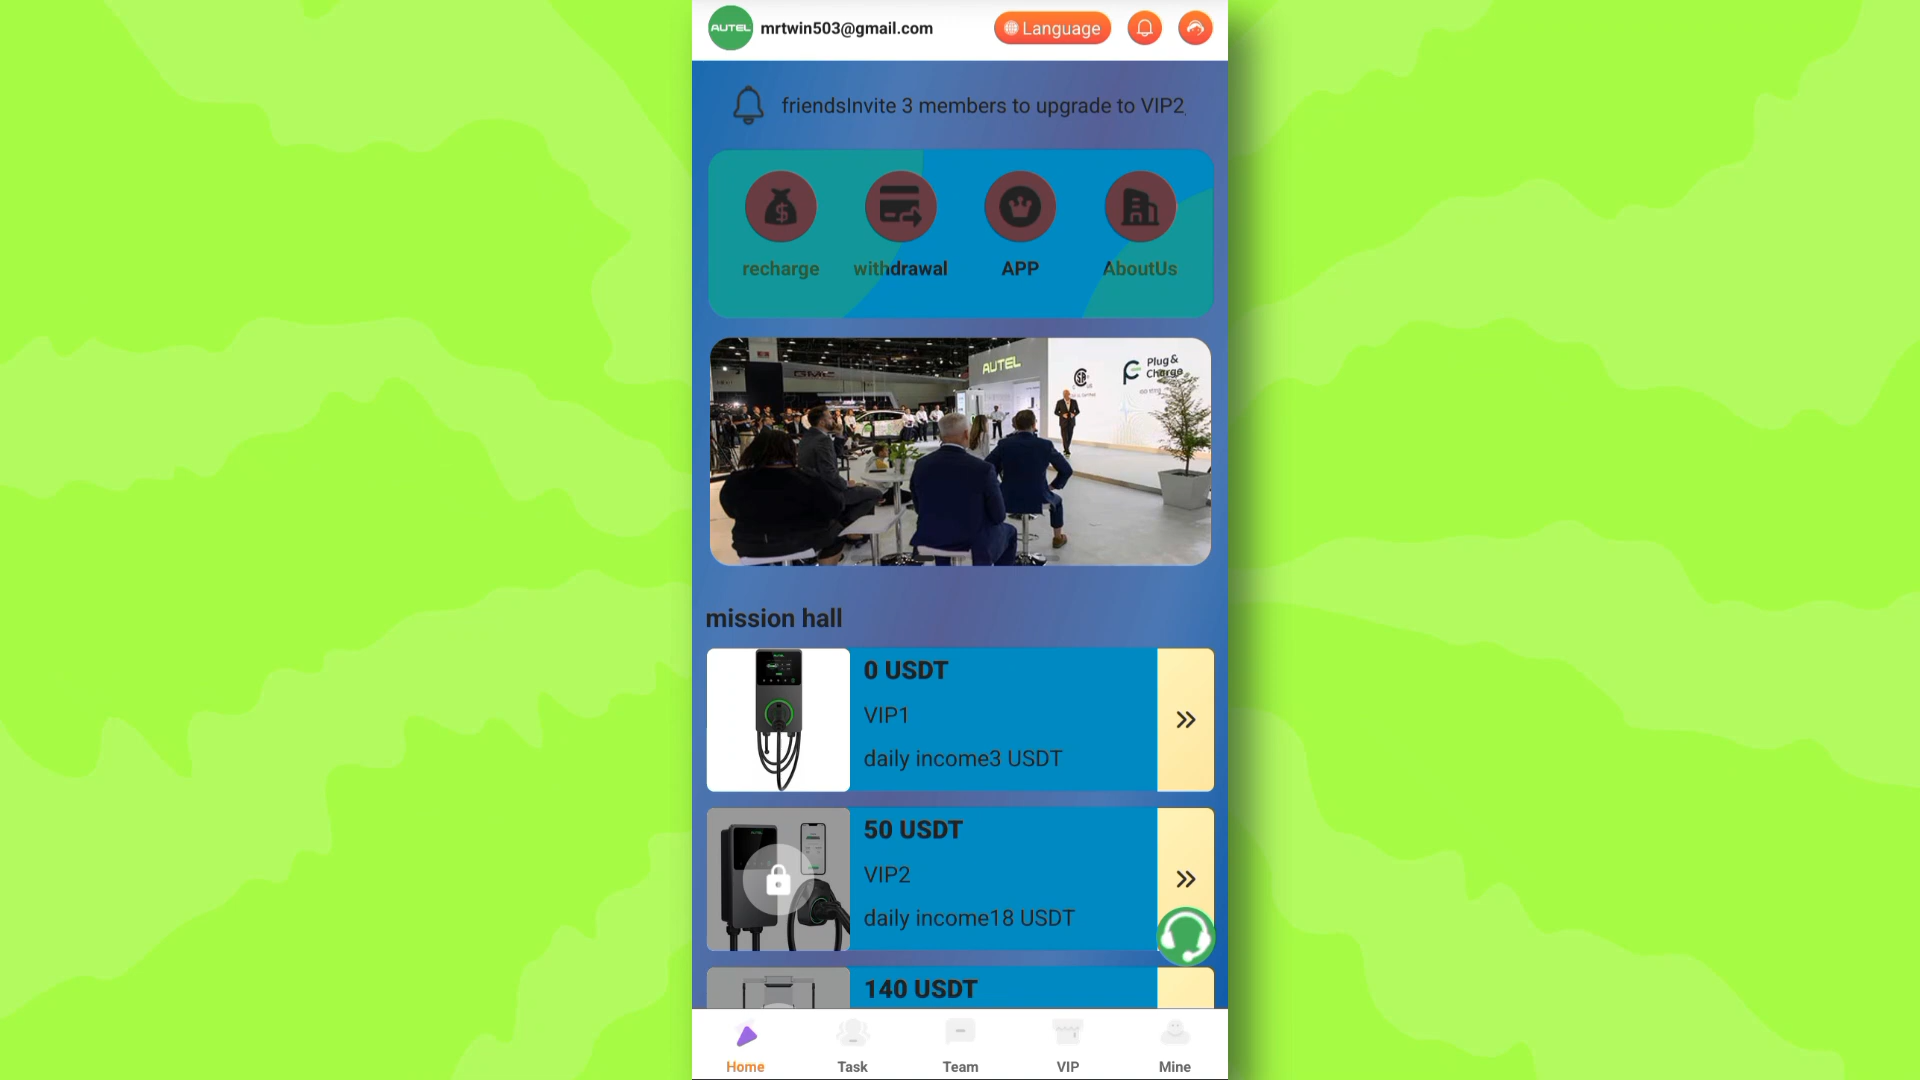 AUTEL mrtwin503@gmail.com Language
friendsInvite 3 members to upgrade to VIP2
recharge withdrawal APP AboutUs
GMC
AUTEL
Plug &
Charge
mission hall
0 USDT
VIP1
daily income3 USDT
50 USDT
VIP2
daily income18 USDT
140 USDT
Home Task Team VIP Mine